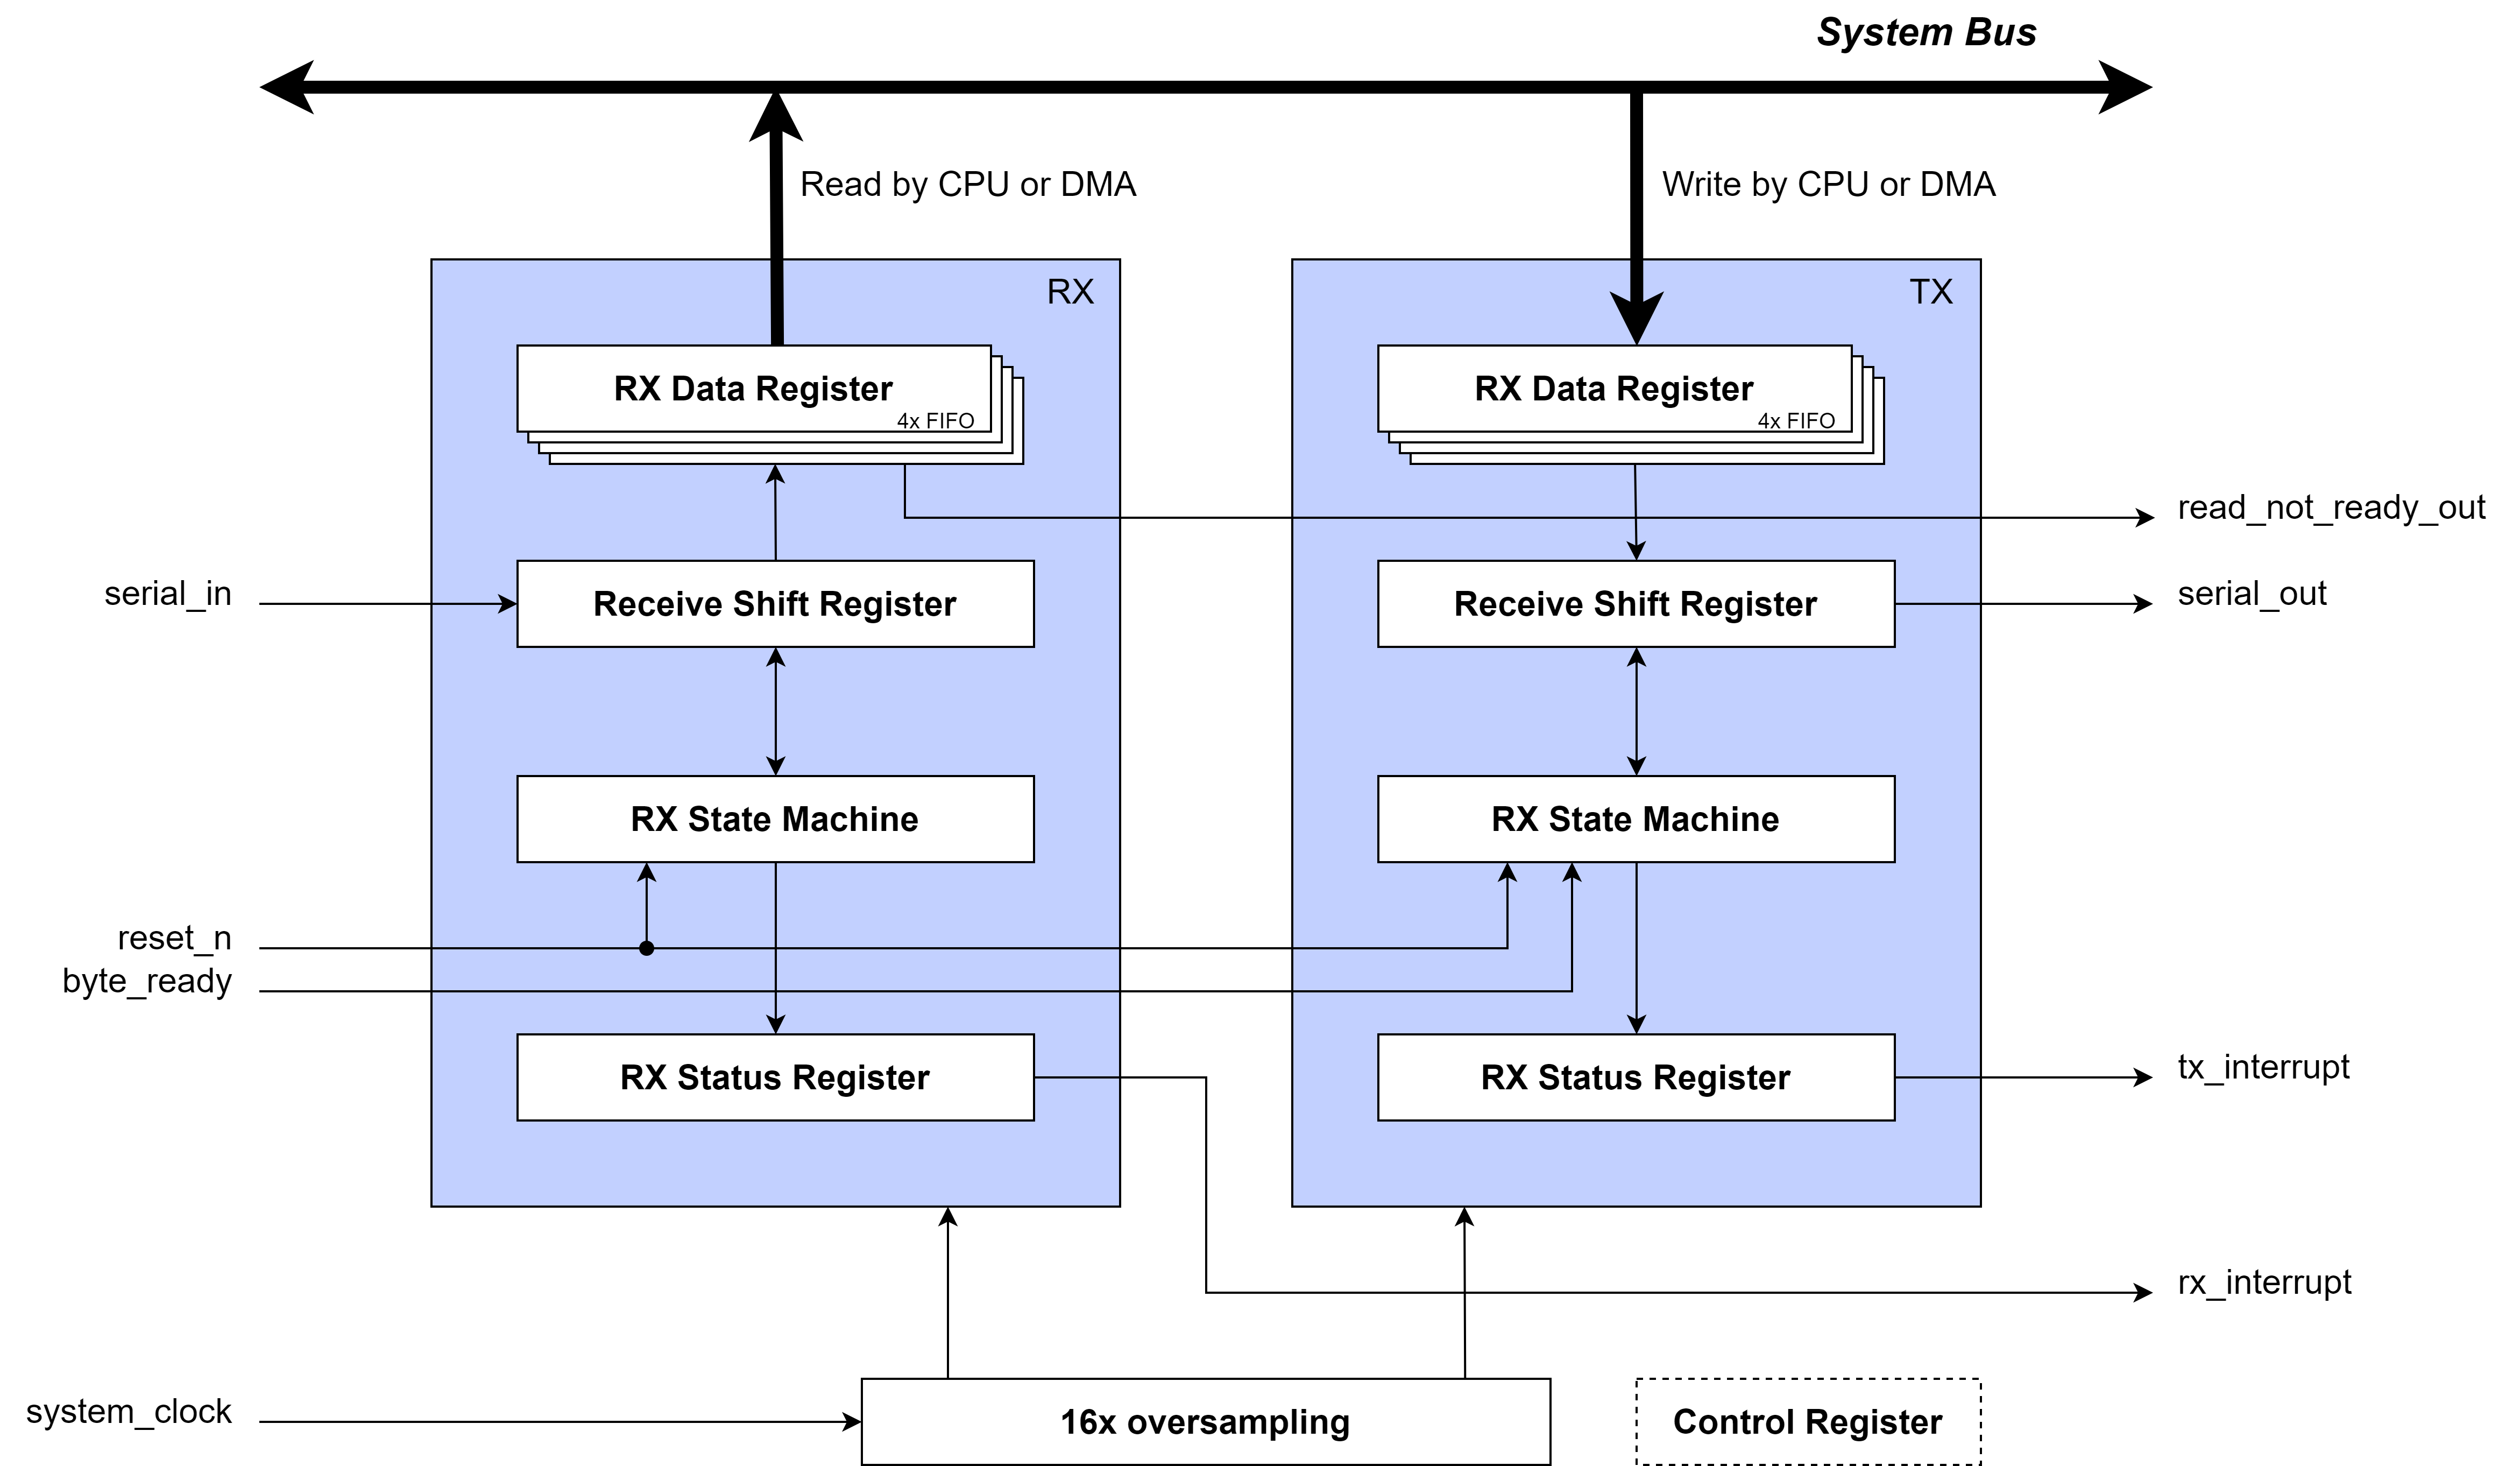 System Bus
Read by CPU or DMA
Write by CPU or DMA
RX
TX
RX Data Register
4x FIFO
RX Data Register
4x FIFO
read_not_ready_out
serial_in
Receive Shift Register
Receive Shift Register
serial_out
RX State Machine
RX State Machine
reset_n
byte_ready
RX Status Register
RX Status Register
tx_interrupt
rx_interrupt
system_clock
16x oversampling
Control Register